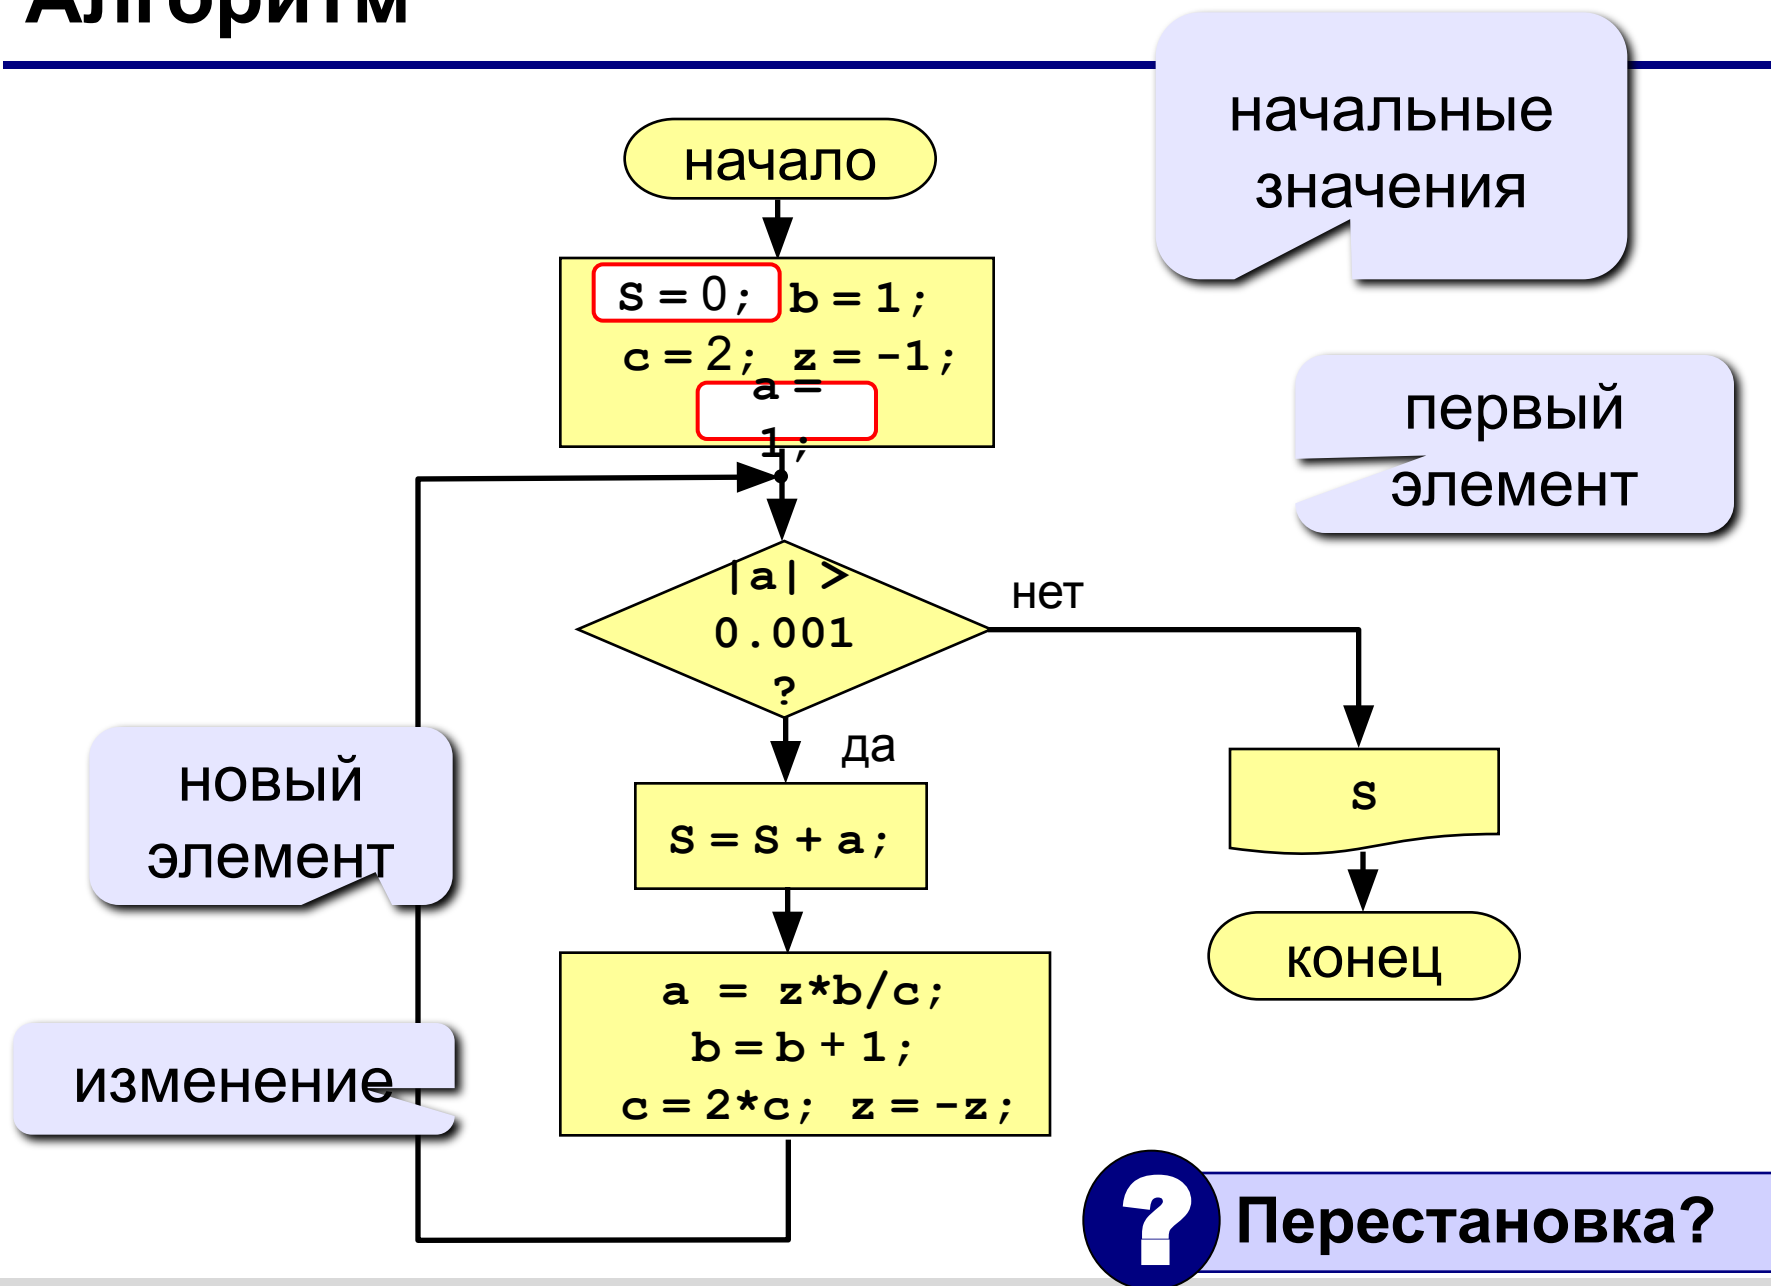 Алгоритм
начальные
значения
начало
S = 0; b = 1;
c = 2; z = -1;
a =
1;
первый
элемент
|a| >
0.001
?
нет
да
новый
элемент
S = S + a;
S
конец
a = z*b/c;
b = b + 1;
c = 2*c; z = -z;
изменение
? Перестановка?